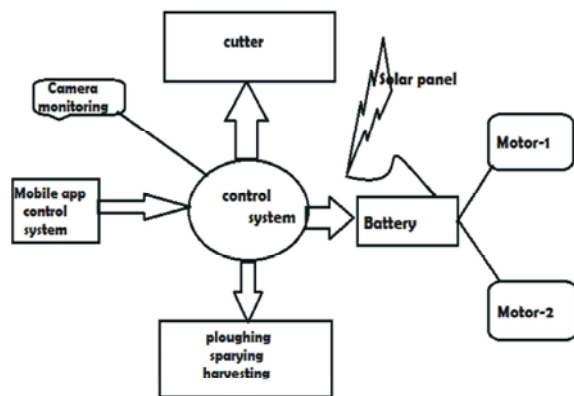 cutter
Solar panel
Camera
monitoring
Motor-1
Mobile app
control
system
control
system
Battery
Motor-2
ploughing
sparying
harvesting